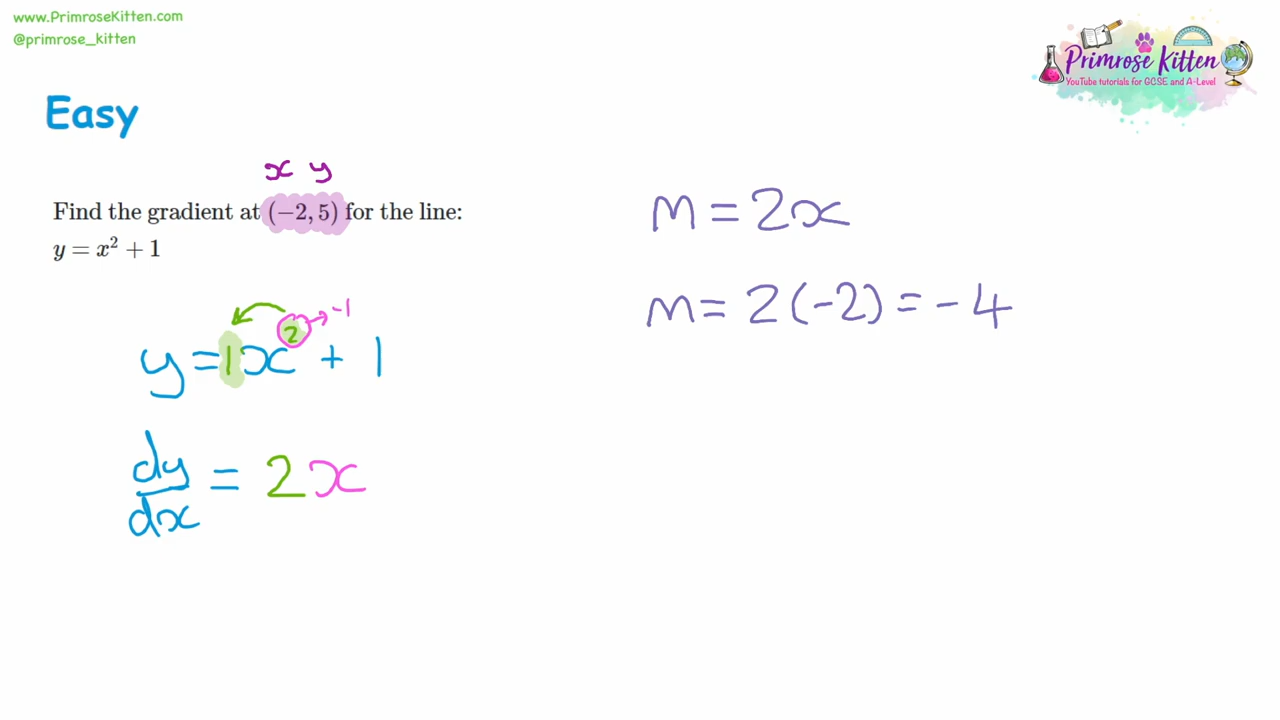 www.PrimroseKitten.com
@primrose_kitten
Primrose Kitten
YouTube tutorials for GCSE and A-Level
Easy
x y
Find the gradient at (−2, 5) for the line:
y = x² + 1
2 → -1
y = 1x² + 1
dy/dx = 2x
m = 2x
m = 2(-2) = -4